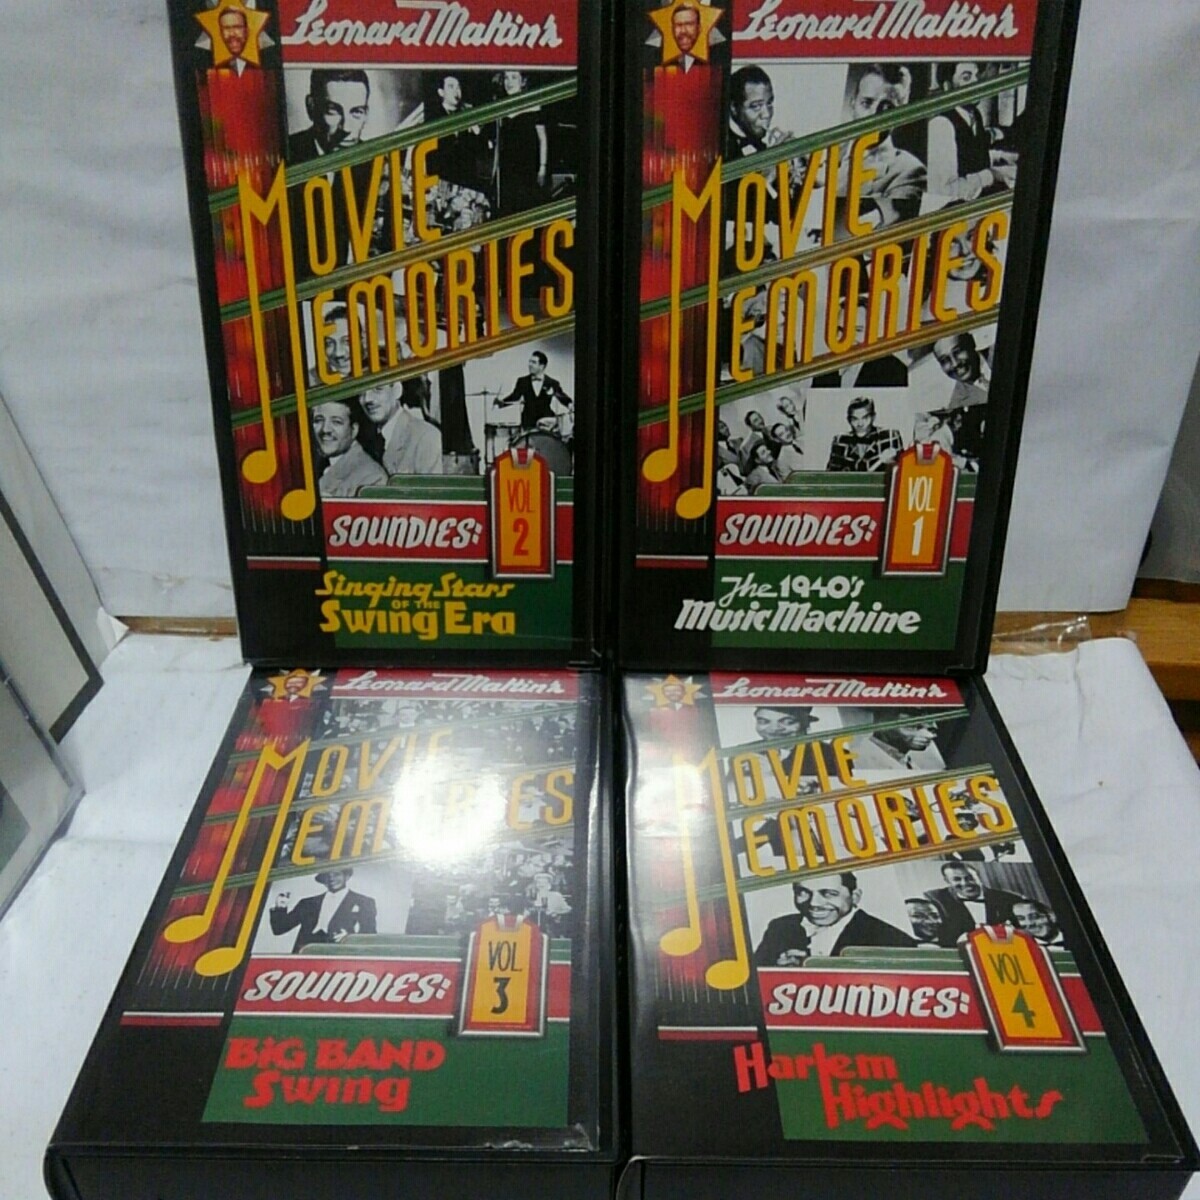 Leonard Maltin's
MOVIE
MEMORIES
SOUNDIES:
VOL.
2
Singing Stars
OF THE
Swing Era
Leonard Maltin's
MOVIE
MEMORIES
SOUNDIES:
VOL.
1
The 1940's
Music Machine
Leonard Maltin's
MOVIE
MEMORIES
SOUNDIES:
VOL.
3
BIG BAND
Swing
Leonard Maltin's
MOVIE
MEMORIES
SOUNDIES:
VOL.
4
Harlem
Highlights